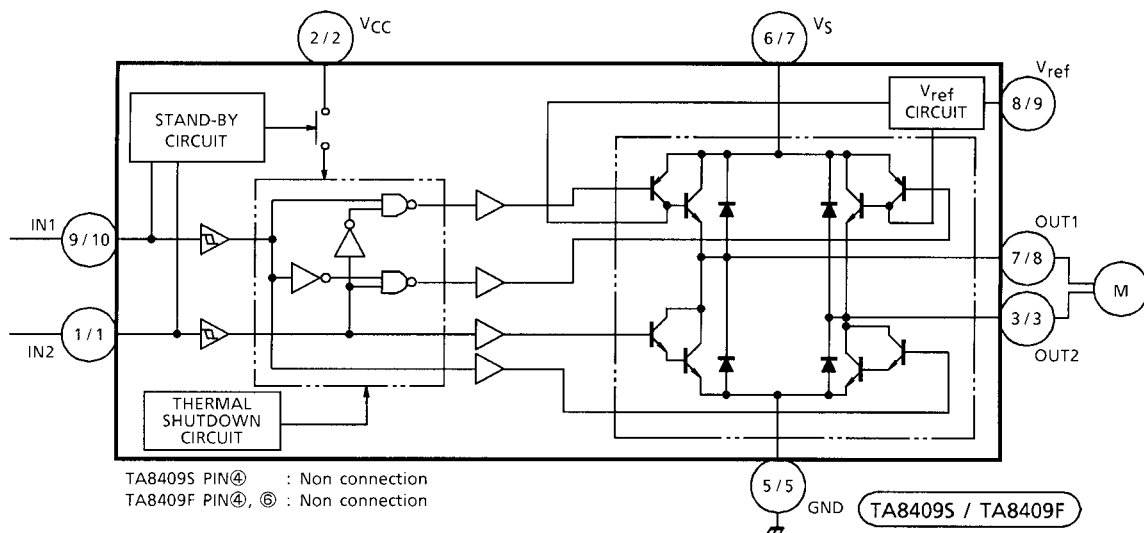 VCC
2/2
VS
6/7
Vref
8/9
Vref
CIRCUIT
STAND-BY
CIRCUIT
IN1
9/10
OUT1
7/8
M
1/1
IN2
3/3
OUT2
THERMAL
SHUTDOWN
CIRCUIT
TA8409S PIN④ : Non connection
TA8409F PIN④, ⑥ : Non connection
5/5
GND
TA8409S / TA8409F